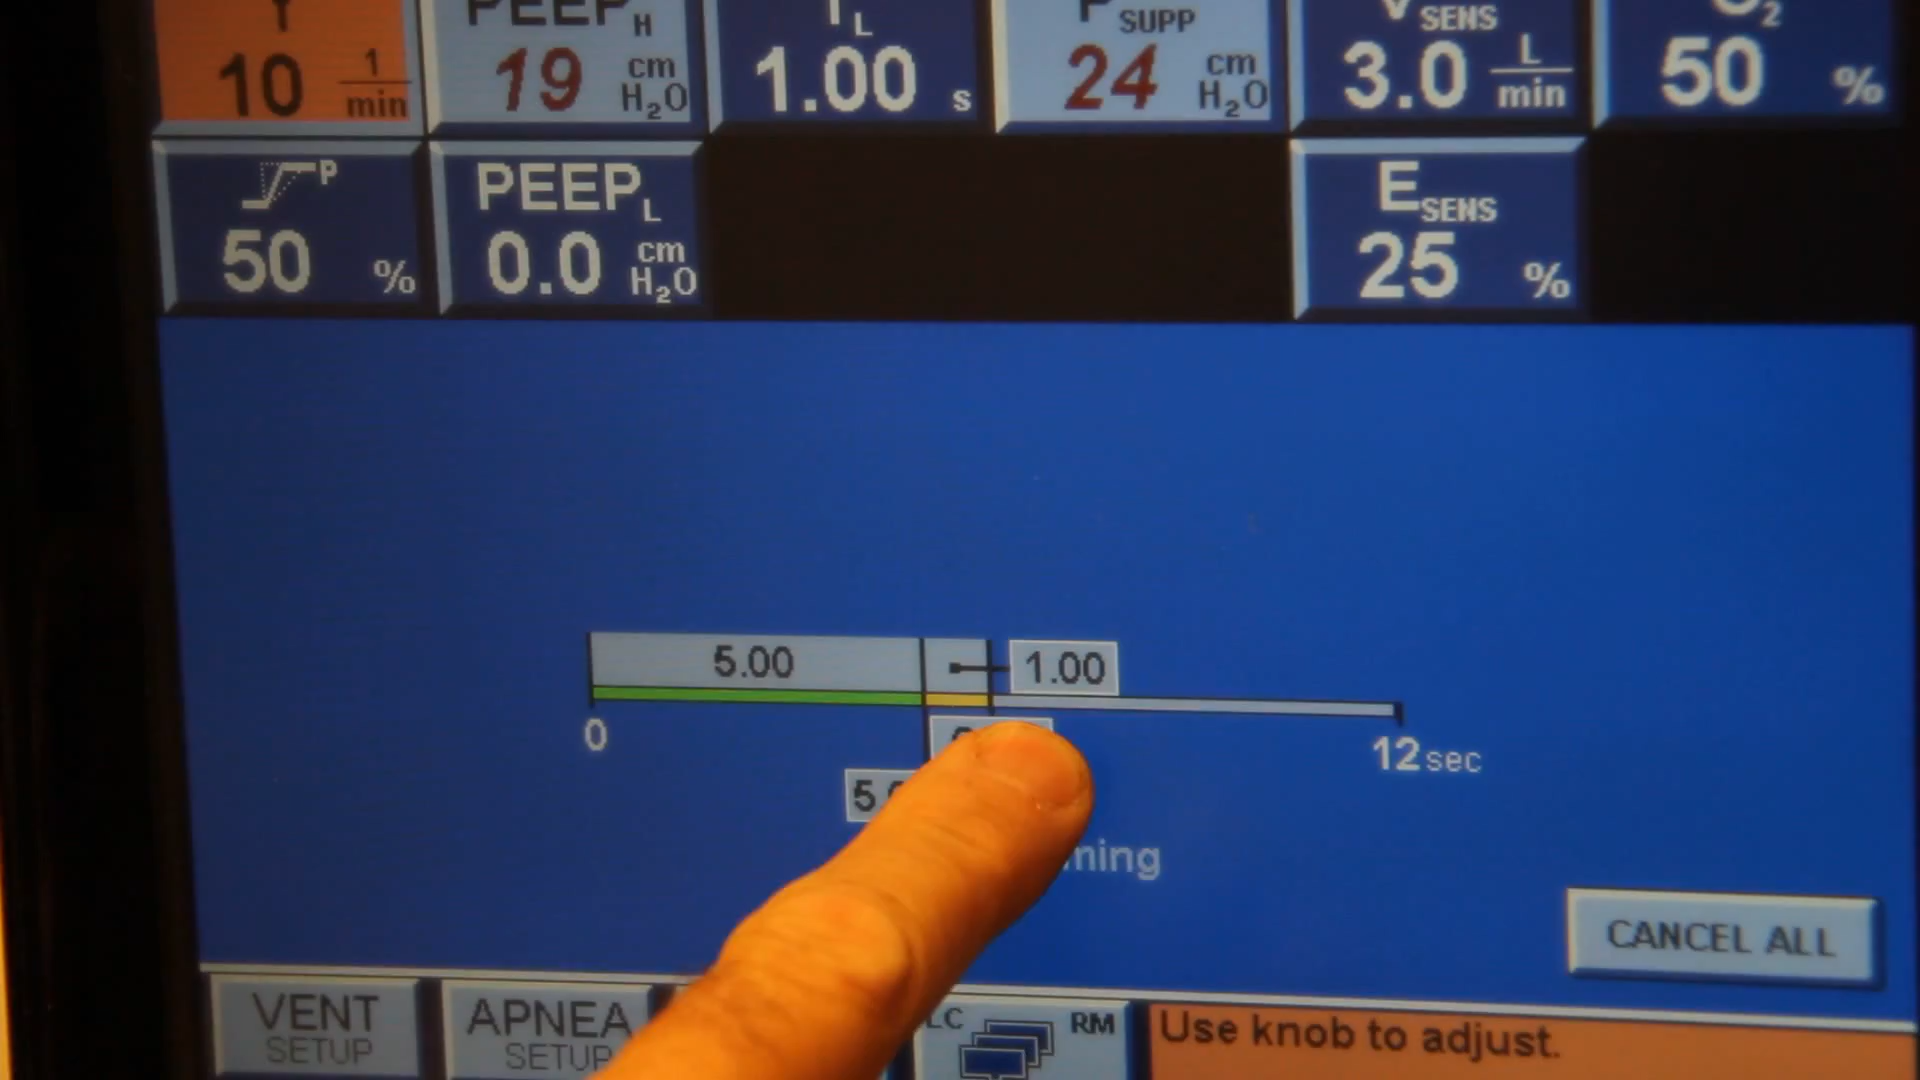 PEEP H
T L
P SUPP
V SENS
O2
10 1/min
19 cm H2O
1.00 s
24 cm H2O
3.0 L/min
50 %
P
50 %
PEEP L
0.0 cm H2O
E SENS
25 %
5.00
1.00
0
12 sec
CANCEL ALL
VENT SETUP
APNEA SETUP
LC RM
Use knob to adjust.